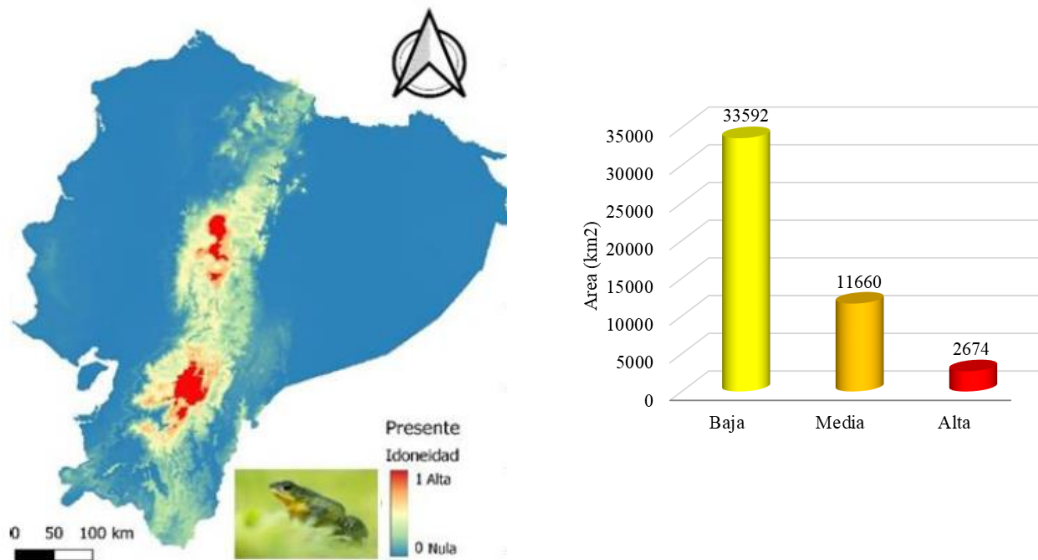 Presente
Idoneidad
1 Alta
0 Nula
0 50 100 km
Area (km2)
35000
30000
25000
20000
15000
10000
5000
0
33592
11660
2674
Baja Media Alta